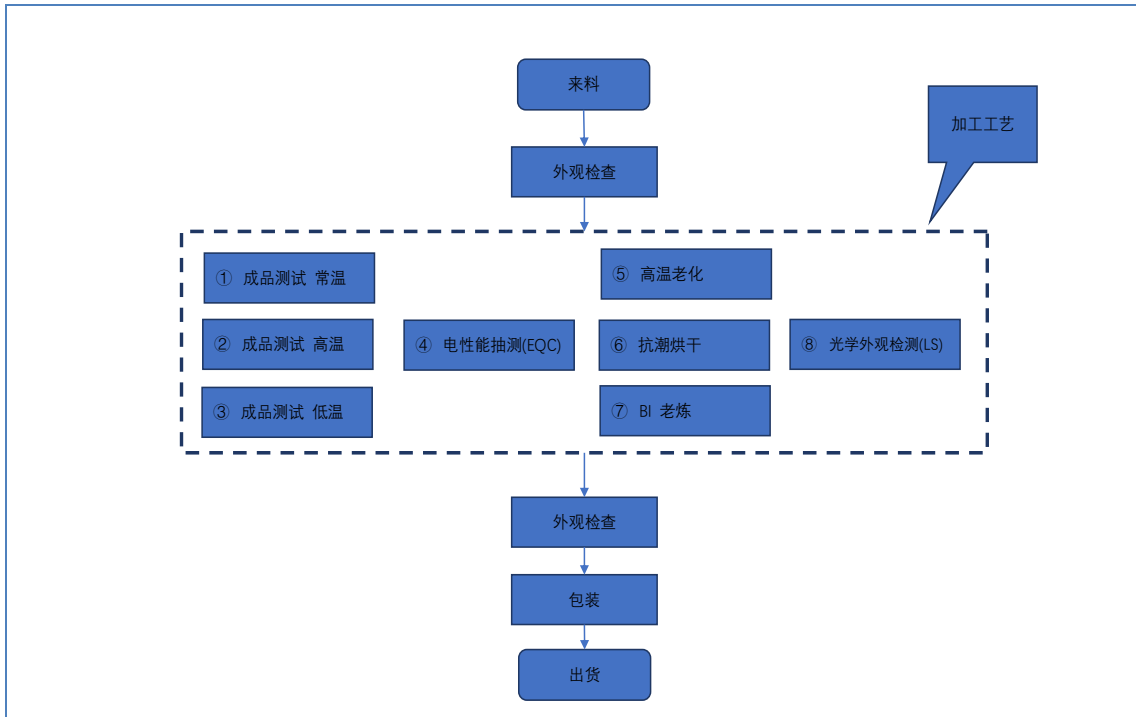 来料
加工工艺
外观检查
① 成品测试 常温
⑤ 高温老化
② 成品测试 高温
④ 电性能抽测(EQC)
⑥ 抗潮烘干
⑧ 光学外观检测(LS)
③ 成品测试 低温
⑦ BI 老炼
外观检查
包装
出货